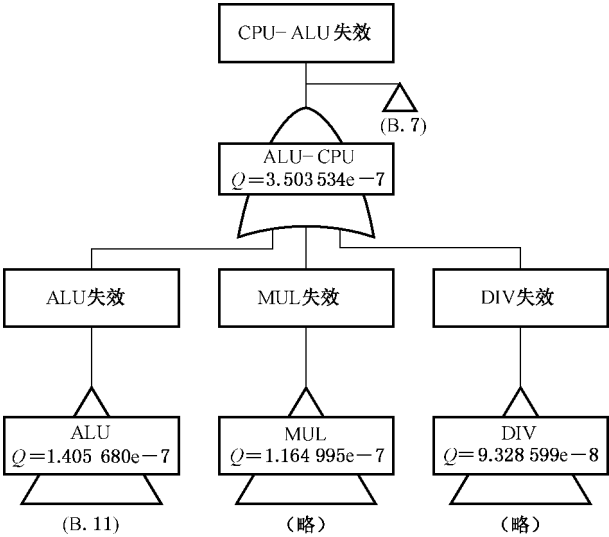 CPU-ALU失效
(B.7)
ALU-CPU
Q=3.503 534e-7
ALU失效
MUL失效
DIV失效
ALU
Q=1.405 680e-7
MUL
Q=1.164 995e-7
DIV
Q=9.328 599e-8
(B.11)
(略)
(略)